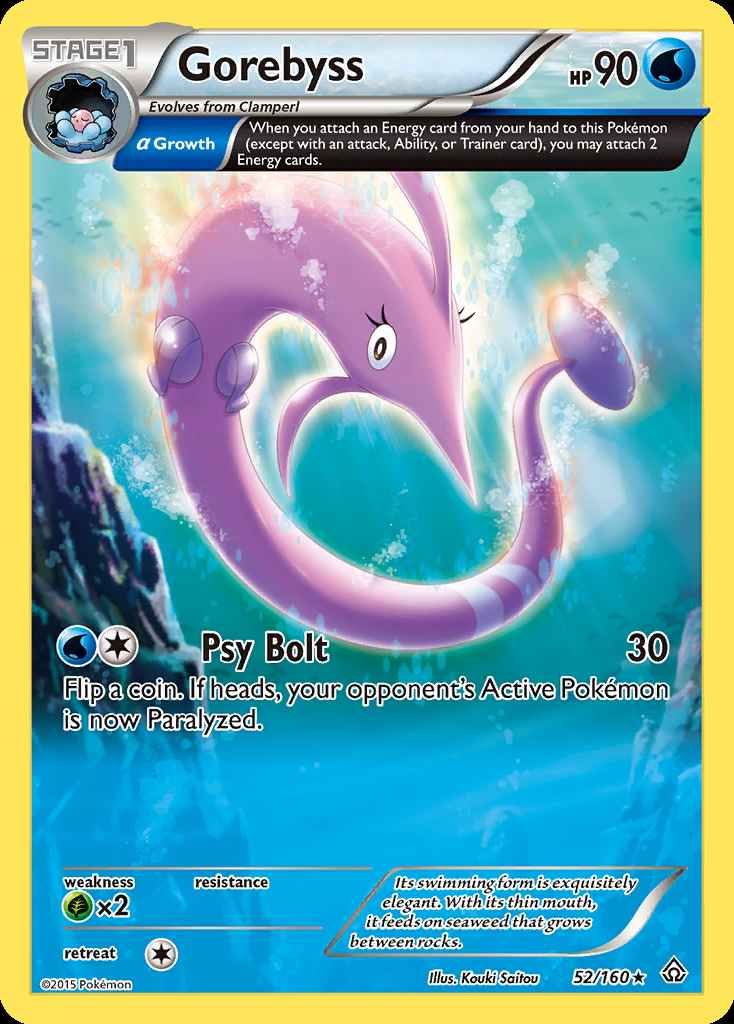 STAGE1
Gorebyss
HP90
Evolves from Clamperl
α Growth
When you attach an Energy card from your hand to this Pokémon
(except with an attack, Ability, or Trainer card), you may attach 2
Energy cards.
Psy Bolt 30
Flip a coin. If heads, your opponent's Active Pokémon
is now Paralyzed.
weakness resistance
×2
retreat
Its swimming form is exquisitely
elegant. With its thin mouth,
it feeds on seaweed that grows
between rocks.
©2015 Pokémon
Illus. Kouki Saitou
52/160★